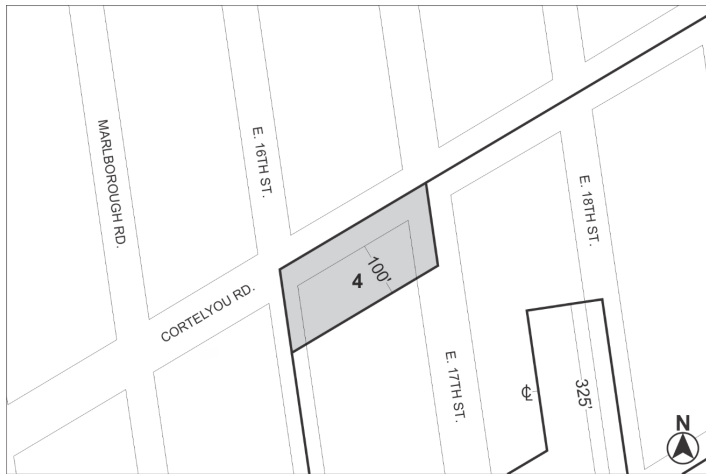 MARLBOROUGH RD.
E. 16TH ST.
E. 18TH ST.
4
100'
CORTELYOU RD.
E. 17TH ST.
℄
325'
N